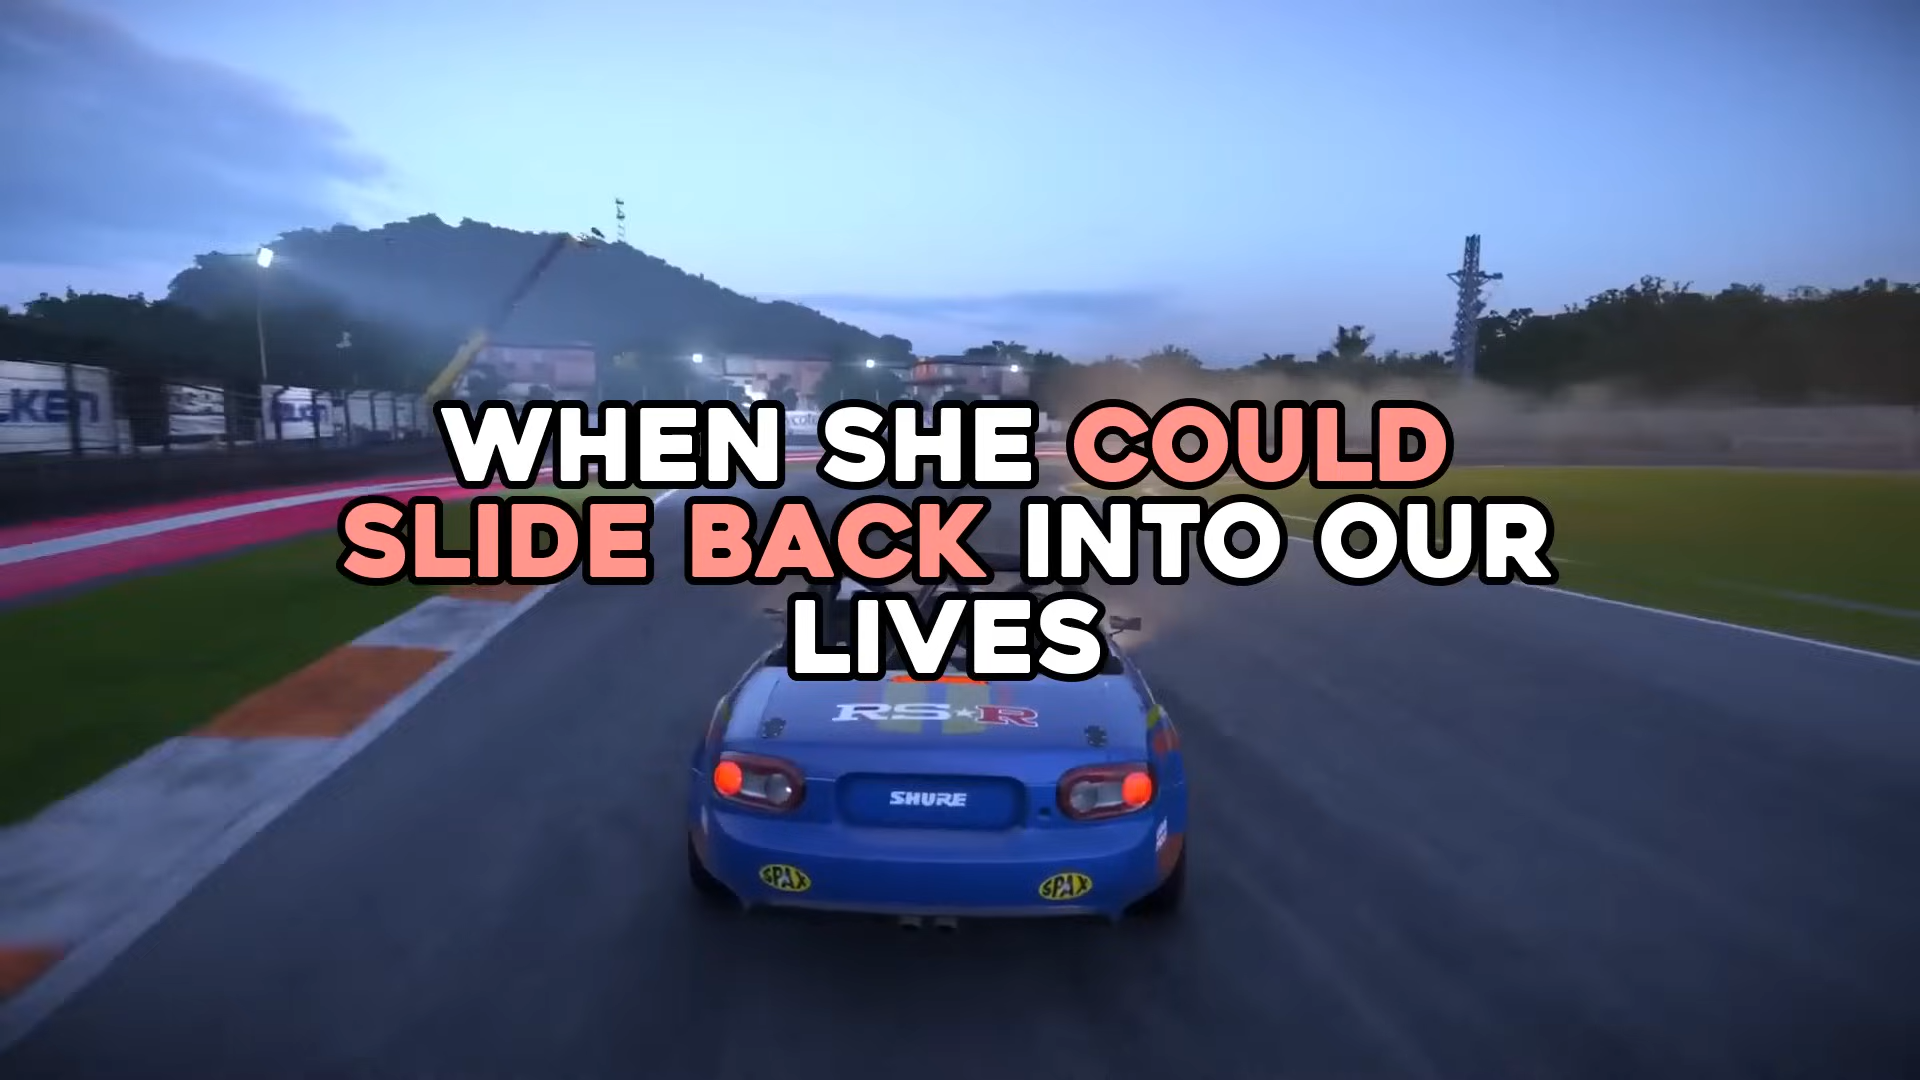 WHEN SHE COULD
SLIDE BACK INTO OUR
LIVES
RS★R
SHURE
SPAX
SPAX